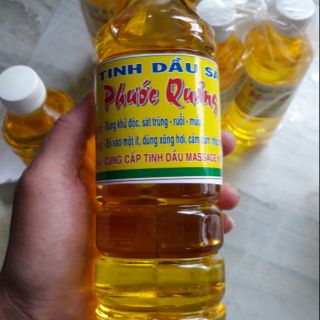 TINH DẦU SẢ
Phước Quảng
Dùng khử độc, sát trùng - ruồi - muỗi
Bỏ vào một ít, dùng xông hơi, cảm cúm,
CUNG CẤP TINH DẦU MASSAGE